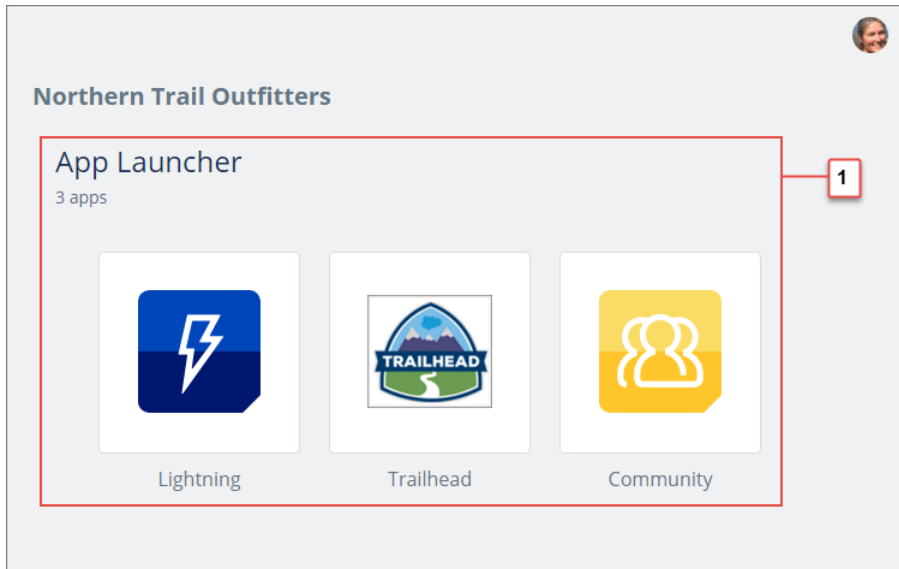 Northern Trail Outfitters
App Launcher
1
3 apps
TRAILHEAD
Lightning
Trailhead
Community